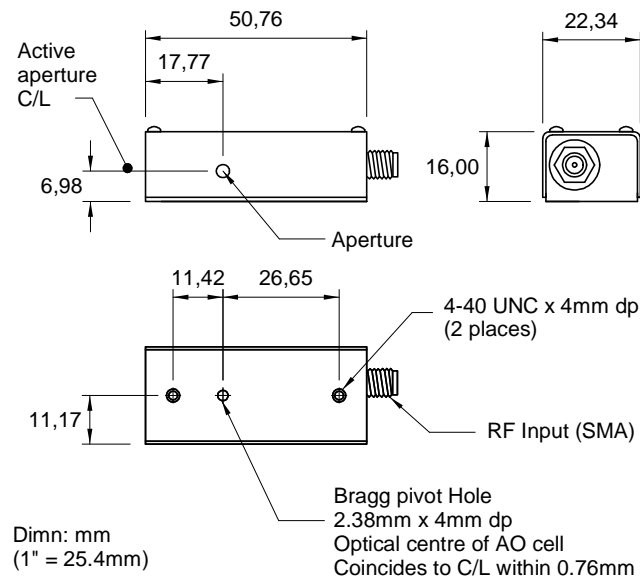 50,76
22,34
Active
aperture
C/L
17,77
6,98
16,00
Aperture
11,42
26,65
4-40 UNC x 4mm dp
(2 places)
11,17
RF Input (SMA)
Bragg pivot Hole
2.38mm x 4mm dp
Optical centre of AO cell
Coincides to C/L within 0.76mm
Dimn: mm
(1" = 25.4mm)